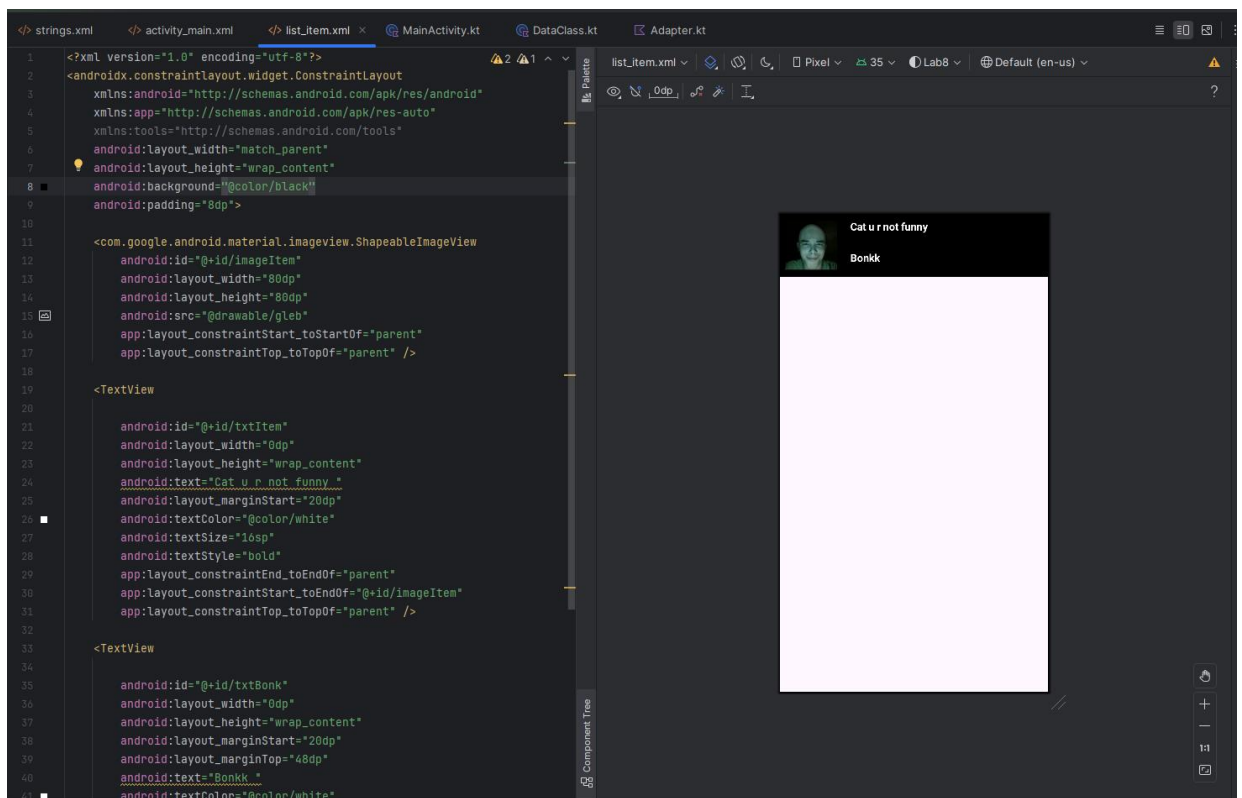 strings.xml
activity_main.xml
list_item.xml
MainActivity.kt
DataClass.kt
Adapter.kt
1 <?xml version="1.0" encoding="utf-8"?>
2 <androidx.constraintlayout.widget.ConstraintLayout
3 xmlns:android="http://schemas.android.com/apk/res/android"
4 xmlns:app="http://schemas.android.com/apk/res-auto"
5 xmlns:tools="http://schemas.android.com/tools"
6 android:layout_width="match_parent"
7 android:layout_height="wrap_content"
8 android:background="@color/black"
9 android:padding="8dp">
10
11 <com.google.android.material.imageview.ShapeableImageView
12 android:id="@+id/imageItem"
13 android:layout_width="80dp"
14 android:layout_height="80dp"
15 android:src="@drawable/gleb"
16 app:layout_constraintStart_toStartOf="parent"
17 app:layout_constraintTop_toTopOf="parent" />
18
19 <TextView
20
21 android:id="@+id/txtItem"
22 android:layout_width="0dp"
23 android:layout_height="wrap_content"
24 android:text="Cat u r not funny "
25 android:layout_marginStart="20dp"
26 android:textColor="@color/white"
27 android:textSize="16sp"
28 android:textStyle="bold"
29 app:layout_constraintEnd_toEndOf="parent"
30 app:layout_constraintStart_toEndOf="@+id/imageItem"
31 app:layout_constraintTop_toTopOf="parent" />
32
33 <TextView
34
35 android:id="@+id/txtBonk"
36 android:layout_width="0dp"
37 android:layout_height="wrap_content"
38 android:layout_marginStart="20dp"
39 android:layout_marginTop="48dp"
40 android:text="Bonkk "
41 android:textColor="@color/white"
2 1
Palette
Component Tree
list_item.xml Pixel 35 Lab8 Default (en-us)
0dp
?
Cat u r not funny
Bonkk
1:1